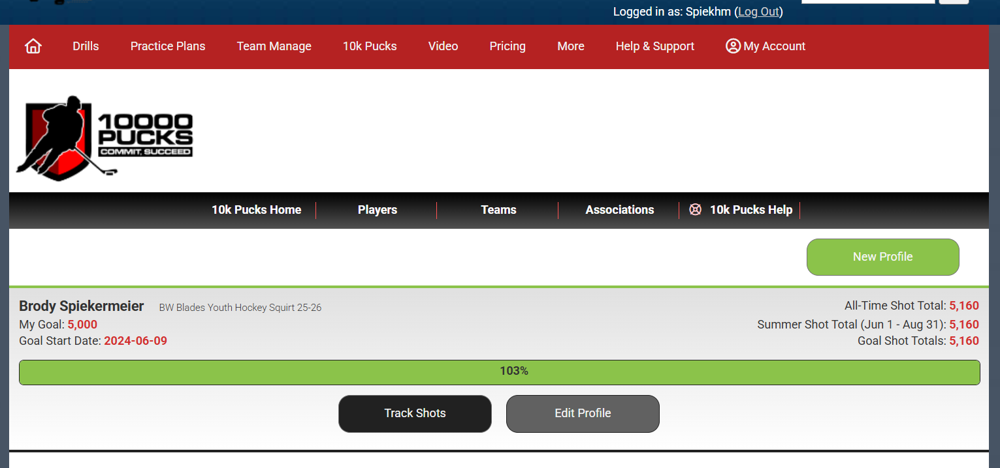 Logged in as: Spiekhm (Log Out)
Drills Practice Plans Team Manage 10k Pucks Video Pricing More Help & Support My Account
10000
PUCKS
COMMIT, SUCCEED
10k Pucks Home Players Teams Associations 10k Pucks Help
New Profile
Brody Spiekermeier BW Blades Youth Hockey Squirt 25-26
My Goal: 5,000
Goal Start Date: 2024-06-09
All-Time Shot Total: 5,160
Summer Shot Total (Jun 1 - Aug 31): 5,160
Goal Shot Totals: 5,160
103%
Track Shots Edit Profile